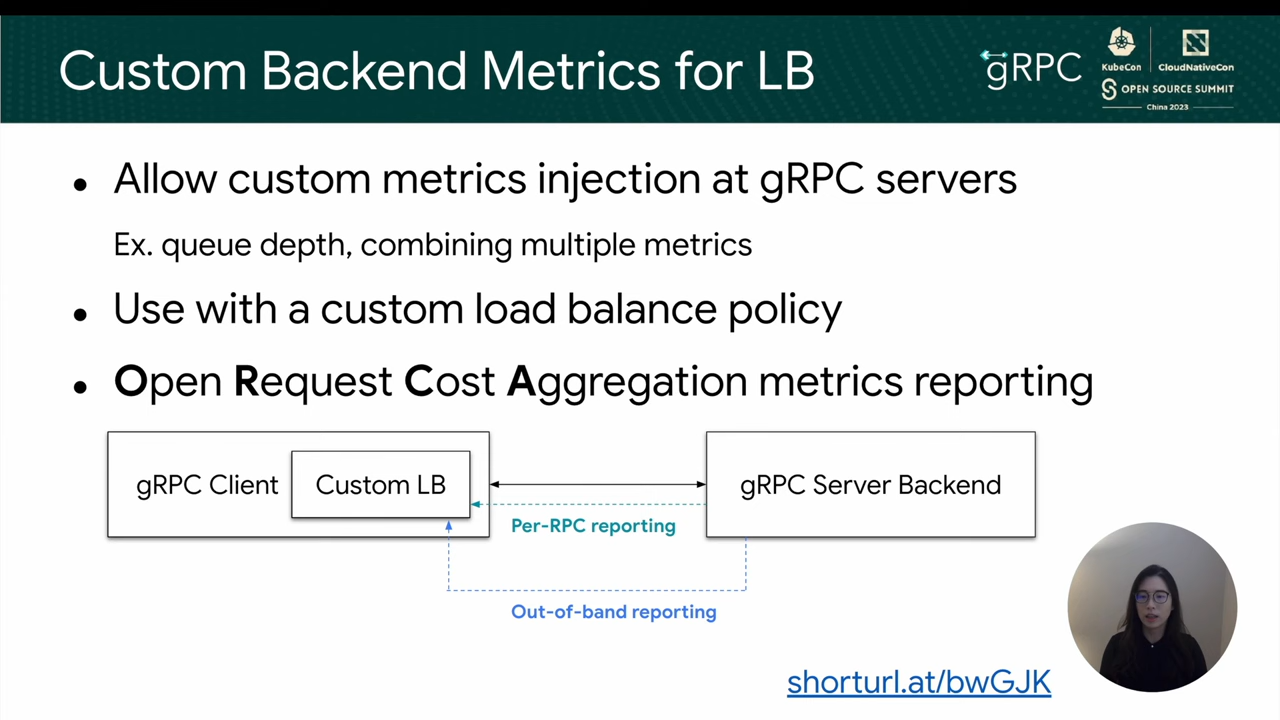 Custom Backend Metrics for LB
gRPC
KubeCon
CloudNativeCon
OPEN SOURCE SUMMIT
China 2023
• Allow custom metrics injection at gRPC servers
Ex. queue depth, combining multiple metrics
• Use with a custom load balance policy
• Open Request Cost Aggregation metrics reporting
gRPC Client
Custom LB
gRPC Server Backend
Per-RPC reporting
Out-of-band reporting
shorturl.at/bwGJK